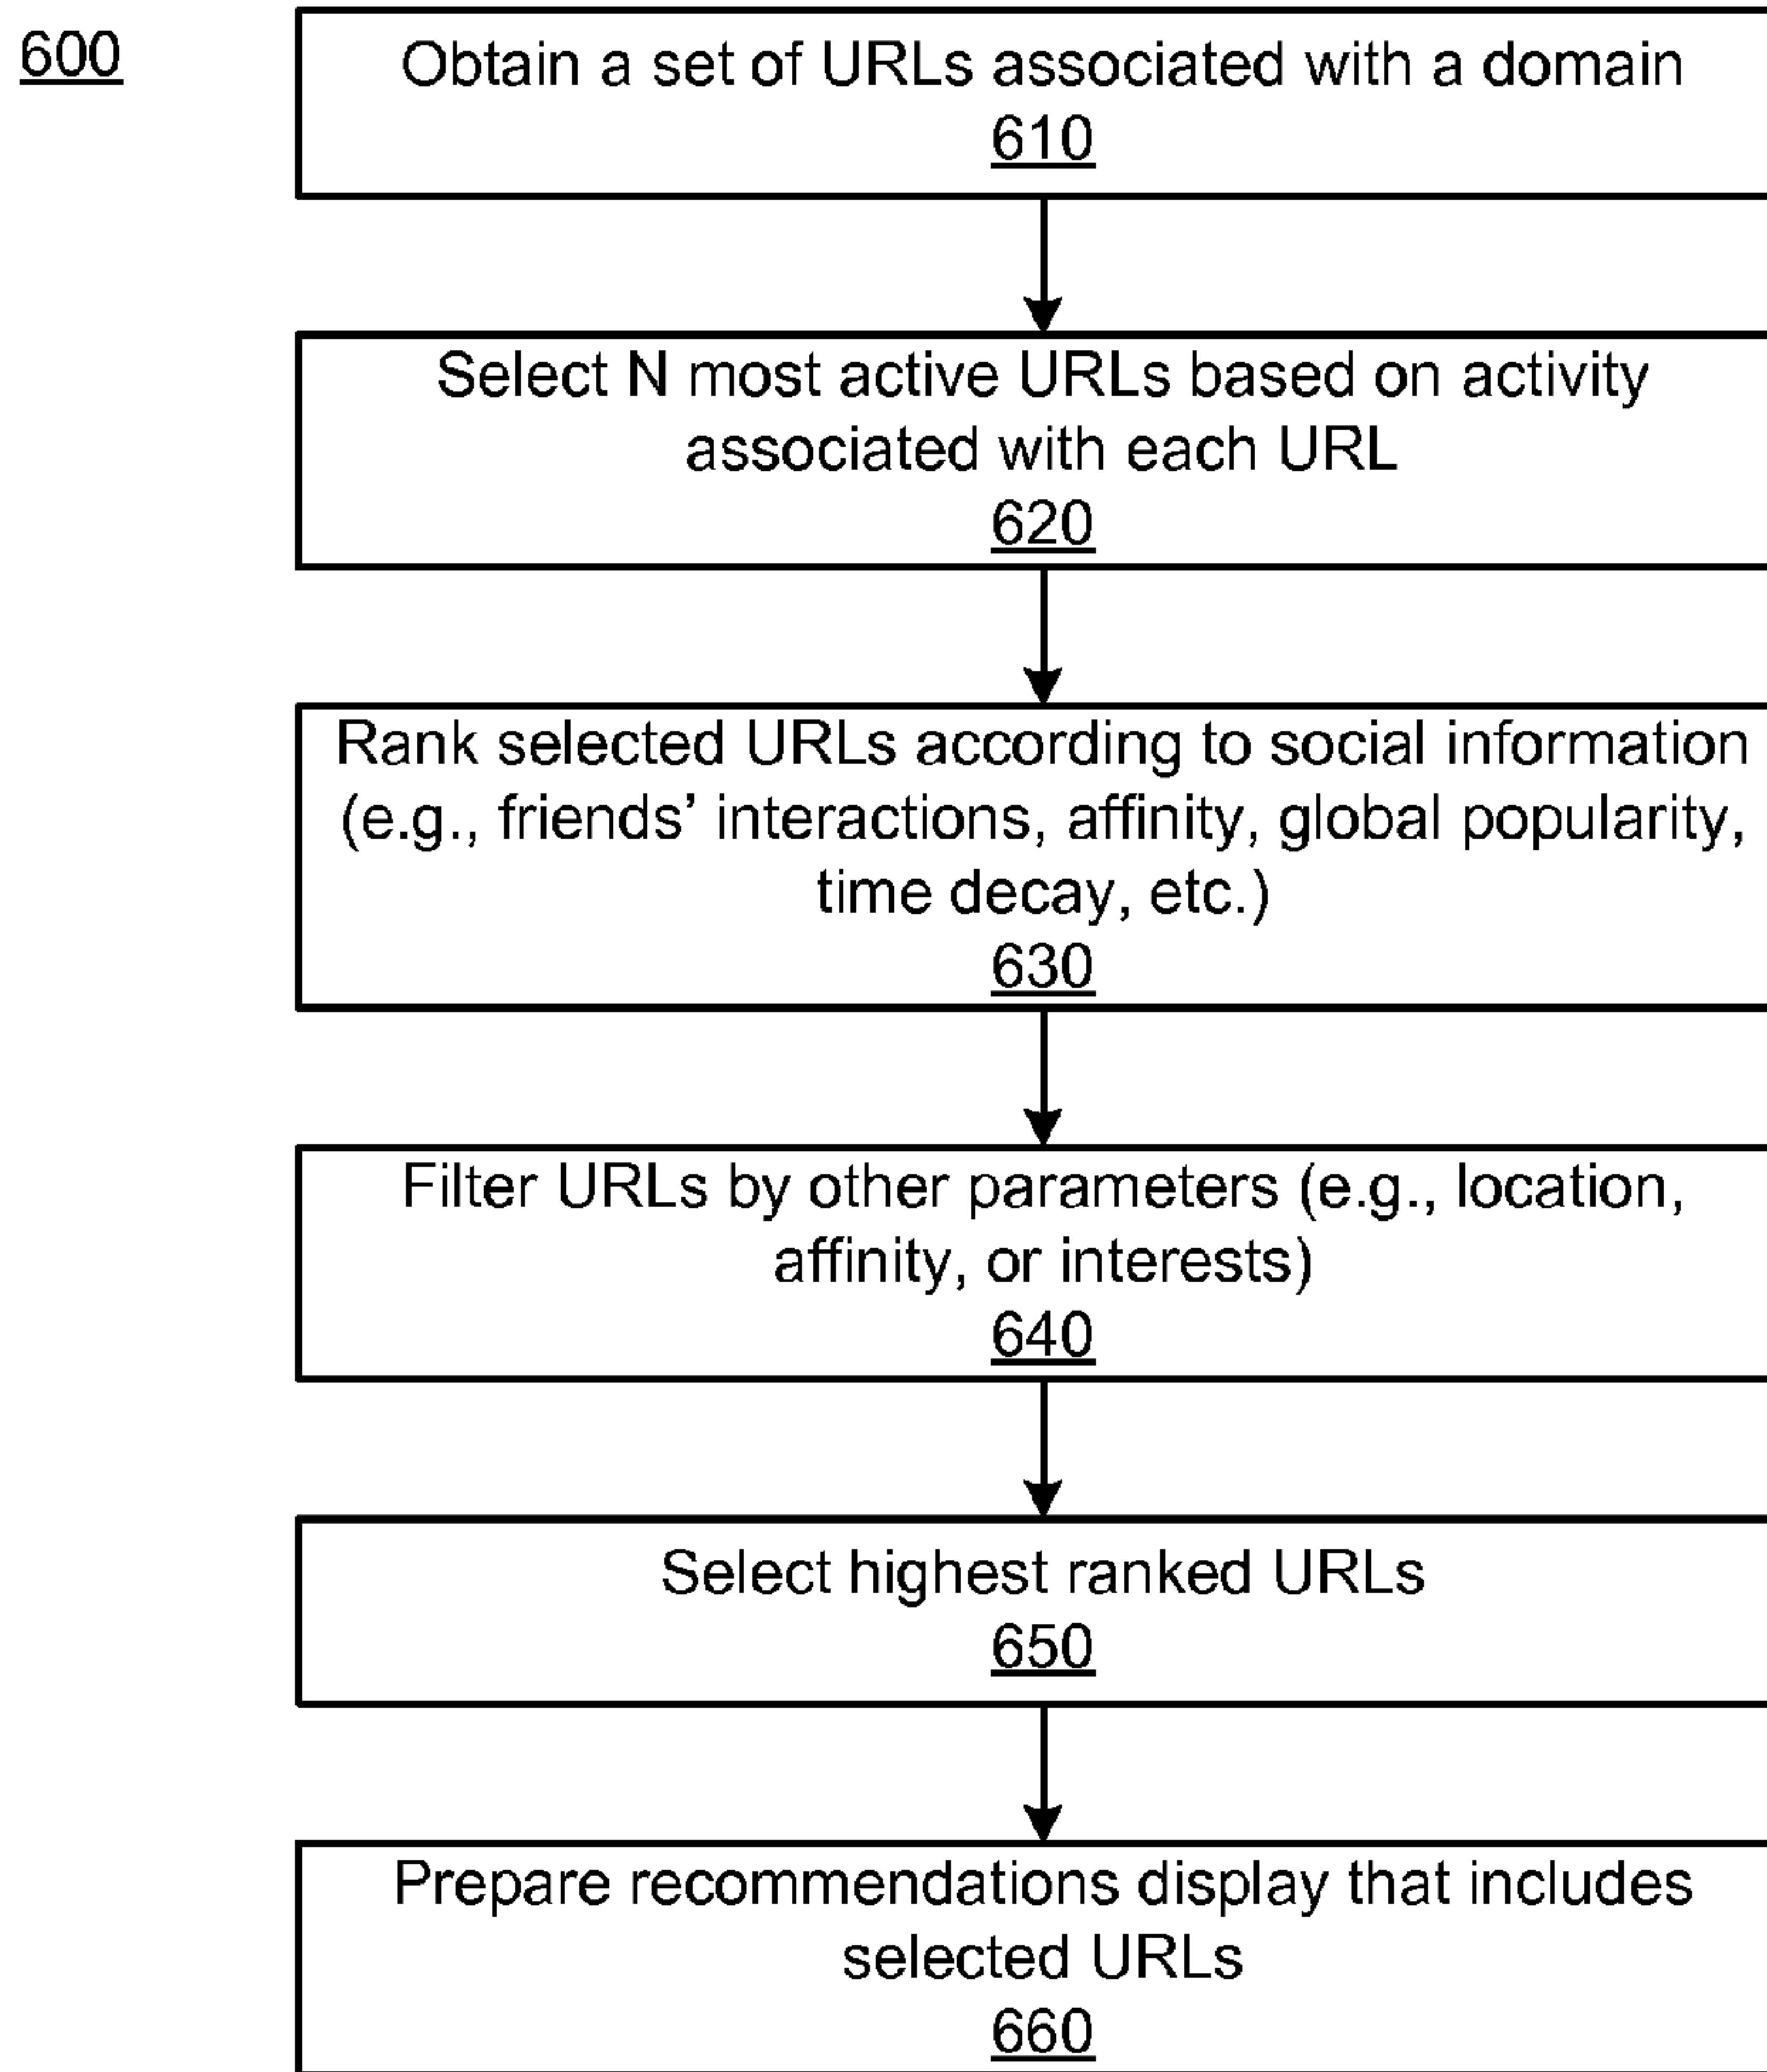 600
Obtain a set of URLs associated with a domain
610
Select N most active URLs based on activity
associated with each URL
620
Rank selected URLs according to social information
(e.g., friends’ interactions, affinity, global popularity,
time decay, etc.)
630
Filter URLs by other parameters (e.g., location,
affinity, or interests)
640
Select highest ranked URLs
650
Prepare recommendations display that includes
selected URLs
660